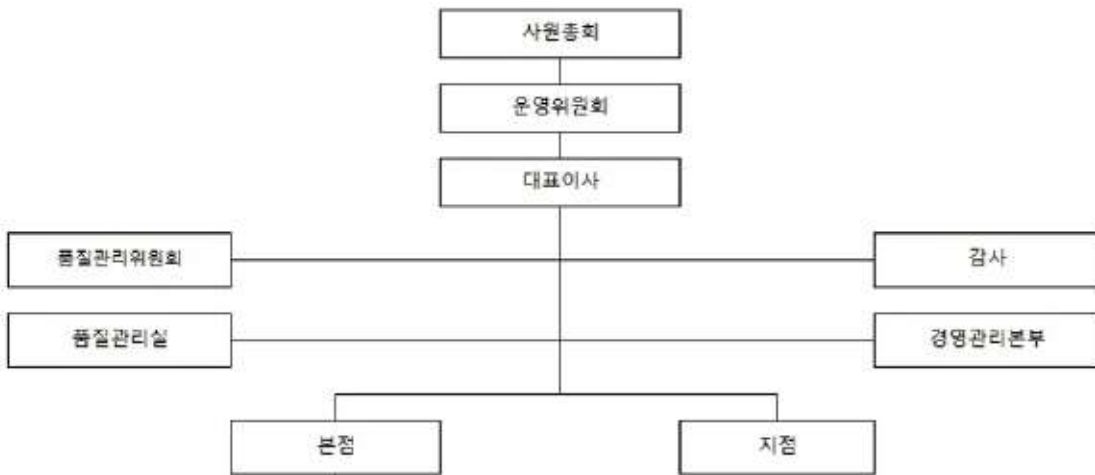 사원총회
운영위원회
대표이사
품질관리위원회
감사
품질관리실
경영관리본부
본점
지점